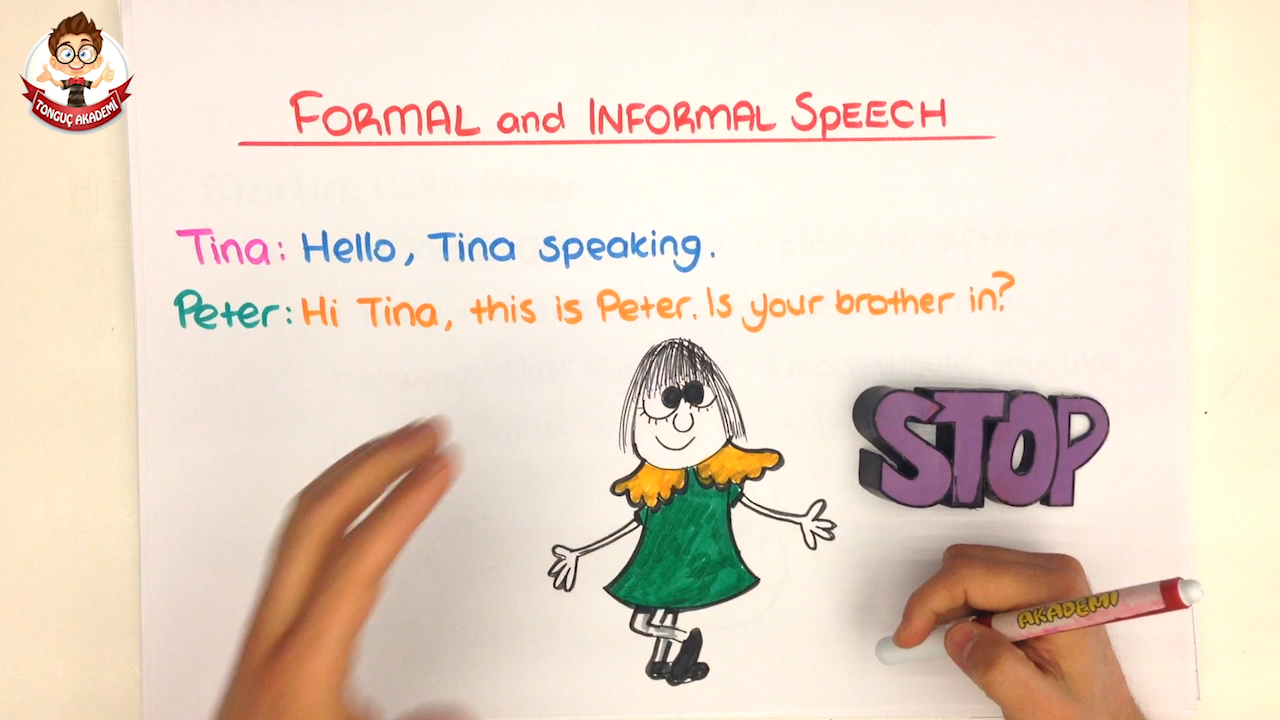 TONGUÇ AKADEMİ
FORMAL and INFORMAL SPEECH
Tina: Hello, Tina speaking.
Peter: Hi Tina, this is Peter. Is your brother in?
STOP
AKADEMİ